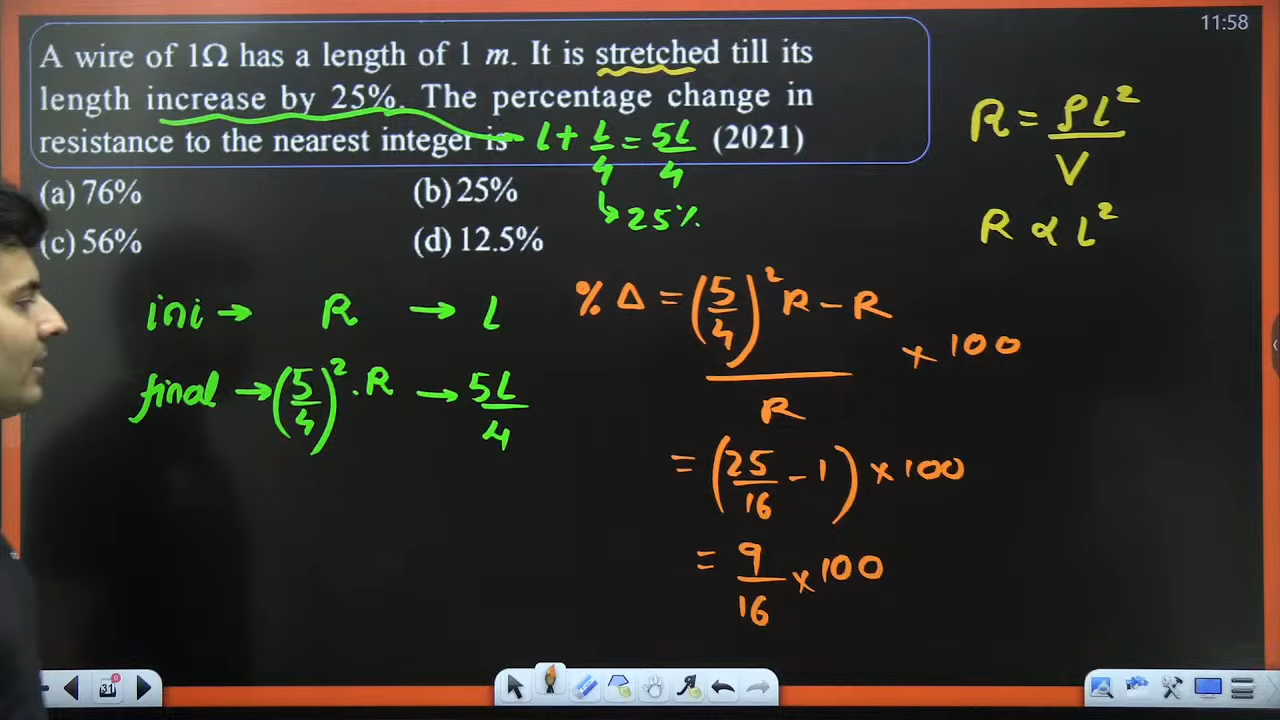 11:58
A wire of 1Ω has a length of 1 m. It is stretched till its
length increase by 25%. The percentage change in
resistance to the nearest integer is (2021)
L + L/4 = 5L/4
↳ 25%
(a) 76% (b) 25%
(c) 56% (d) 12.5%
R = ρL²/V
R ∝ L²
ini → R → L
final → (5/4)² . R → 5L/4
% Δ = ((5/4)² R – R)/R × 100
= (25/16 – 1) × 100
= 9/16 × 100
31